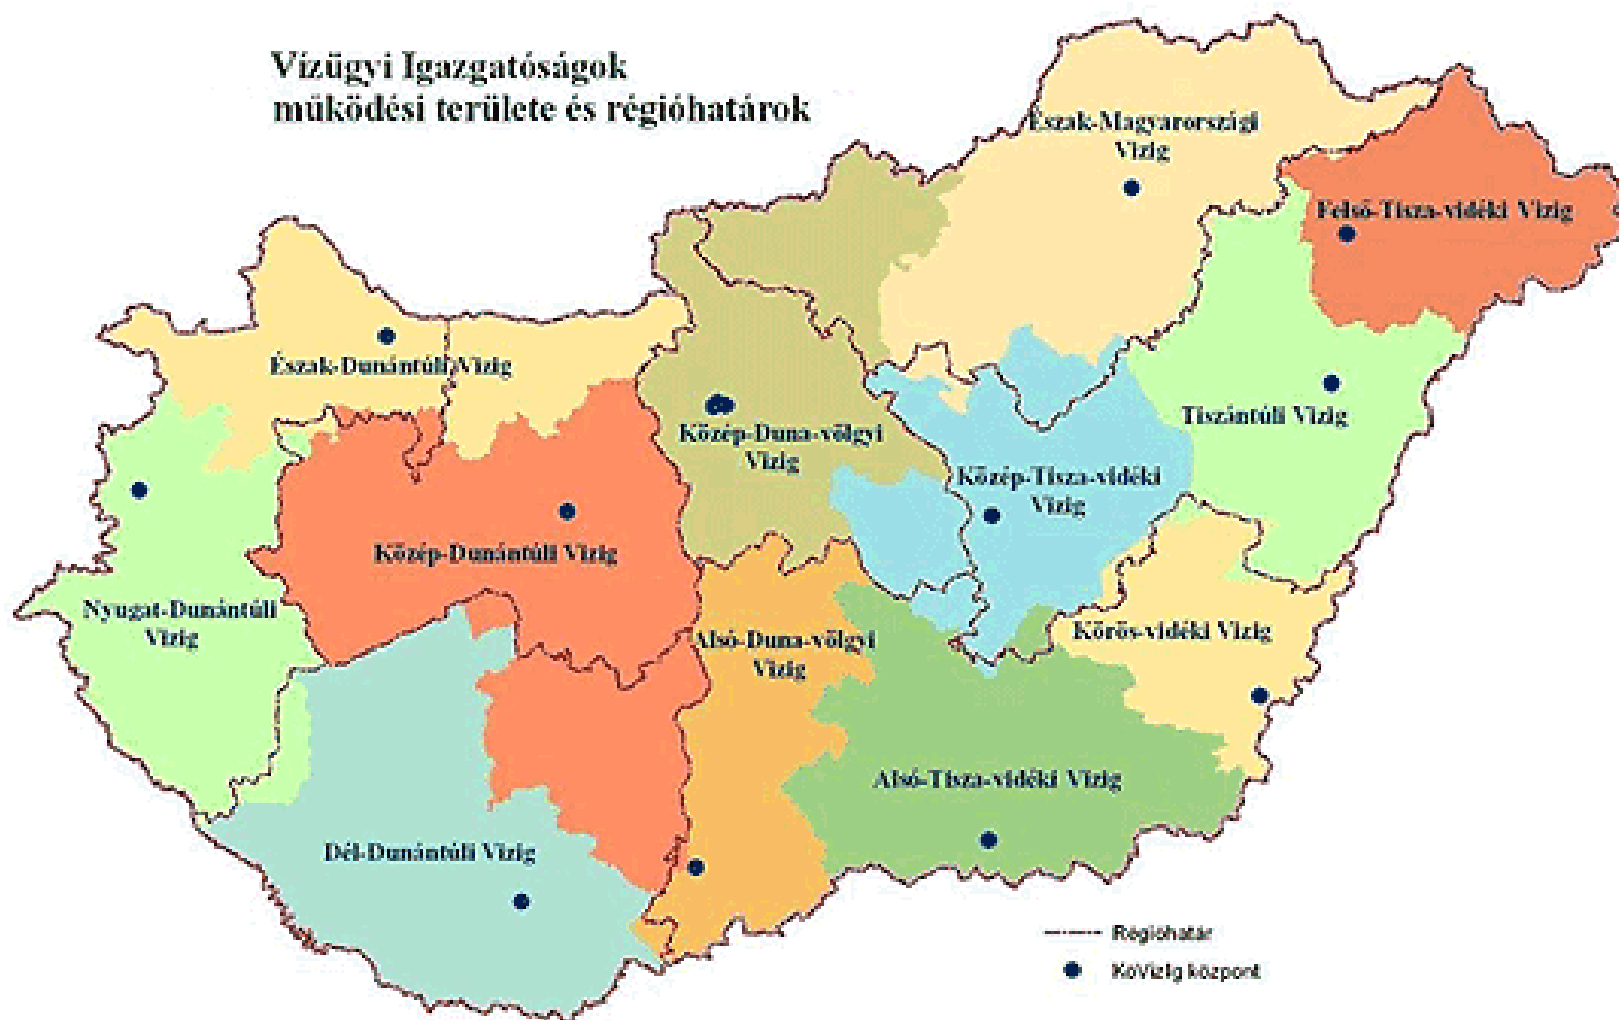 Vízügyi Igazgatóságok
működési területe és régióhatárok
Észak-Magyarországi
Vizig
Felső-Tisza-vidéki Vizig
Észak-Dunántúli Vizig
Tiszántúli Vizig
Közép-Duna-völgyi
Vizig
Közép-Tisza-vidéki
Vizig
Közép-Dunántúli Vizig
Nyugat-Dunántúli
Vizig
Alsó-Duna-völgyi
Vizig
Körös-vidéki Vizig
Alsó-Tisza-vidéki Vizig
Dél-Dunántúli Vizig
Régióhatár
KöVizIg központ